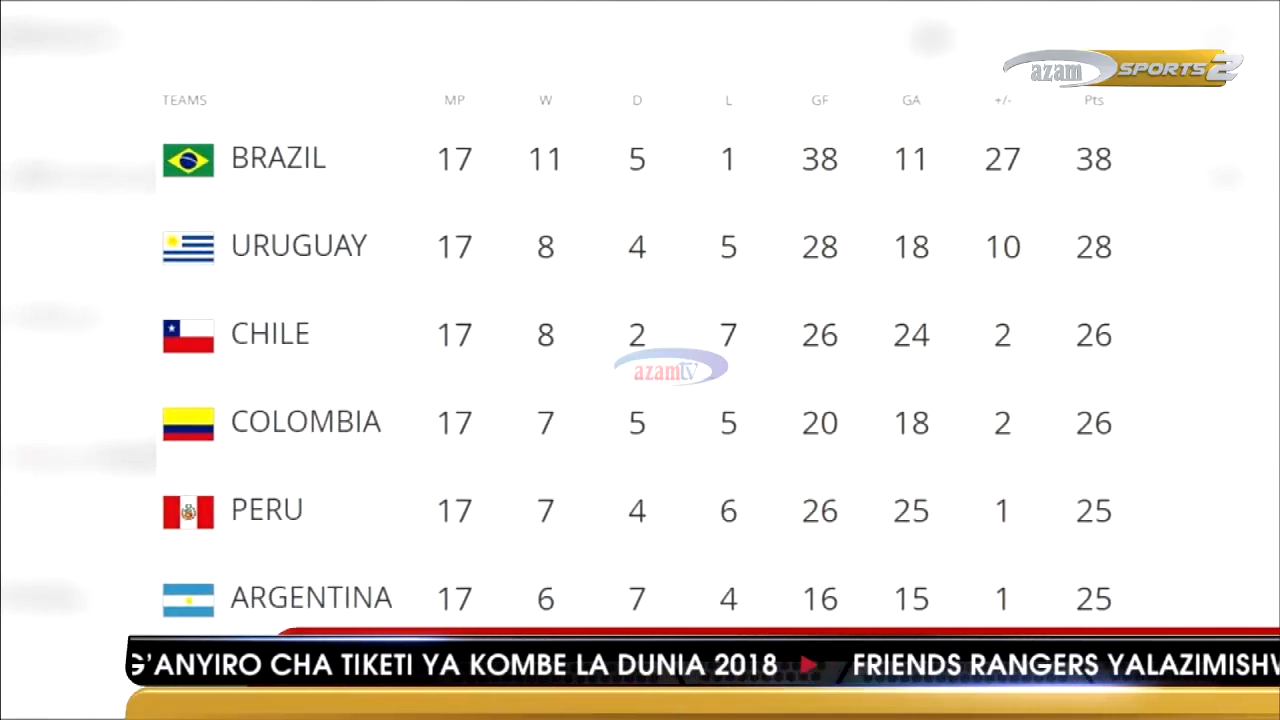 azam SPORTS 2
TEAMS MP W D L GF GA +/- Pts
BRAZIL 17 11 5 1 38 11 27 38
URUGUAY 17 8 4 5 28 18 10 28
CHILE 17 8 2 7 26 24 2 26
azamtv
COLOMBIA 17 7 5 5 20 18 2 26
PERU 17 7 4 6 26 25 1 25
ARGENTINA 17 6 7 4 16 15 1 25
G'ANYIRO CHA TIKETI YA KOMBE LA DUNIA 2018 FRIENDS RANGERS YALAZIMISHW